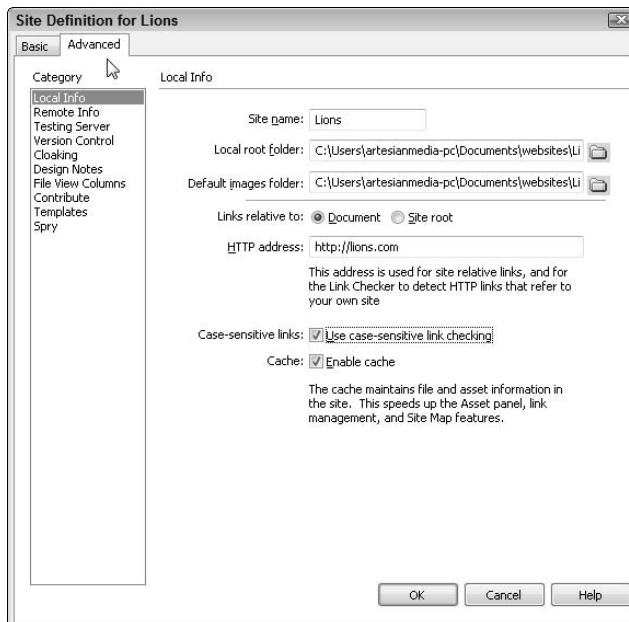 Site Definition for Lions
Basic
Advanced
Category
Local Info
Remote Info
Testing Server
Version Control
Cloaking
Design Notes
File View Columns
Contribute
Templates
Spry
Local Info
Site name: Lions
Local root folder: C:\Users\artesianmedia-pc\Documents\websites\Li
Default images folder: C:\Users\artesianmedia-pc\Documents\websites\Li
Links relative to: Document Site root
HTTP address: http://lions.com
This address is used for site relative links, and for
the Link Checker to detect HTTP links that refer to
your own site
Case-sensitive links: Use case-sensitive link checking
Cache: Enable cache
The cache maintains file and asset information in
the site. This speeds up the Asset panel, link
management, and Site Map features.
OK Cancel Help